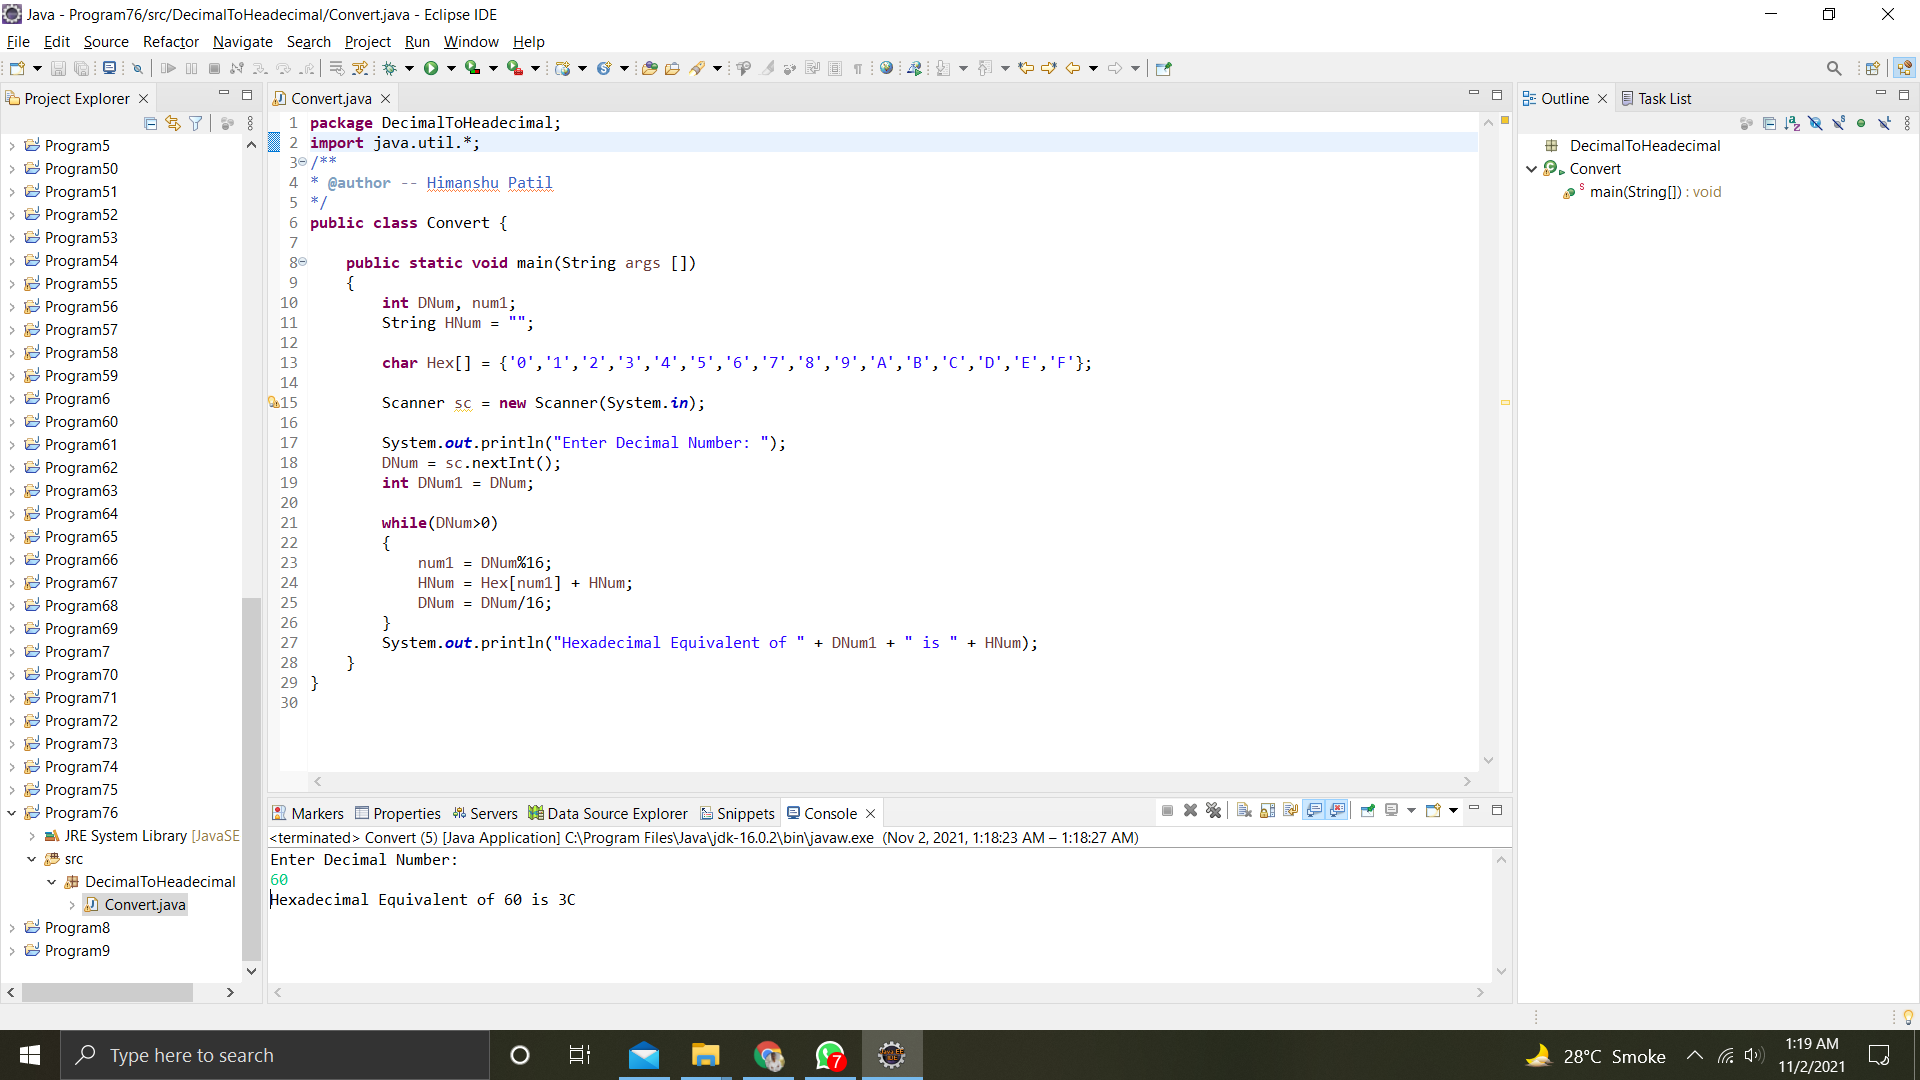 Java - Program76/src/DecimalToHeadecimal/Convert.java - Eclipse IDE
File Edit Source Refactor Navigate Search Project Run Window Help
Project Explorer
Program5
Program50
Program51
Program52
Program53
Program54
Program55
Program56
Program57
Program58
Program59
Program6
Program60
Program61
Program62
Program63
Program64
Program65
Program66
Program67
Program68
Program69
Program7
Program70
Program71
Program72
Program73
Program74
Program75
Program76
JRE System Library [JavaSE
src
DecimalToHeadecimal
Convert.java
Program8
Program9
Convert.java
1 package DecimalToHeadecimal;
2 import java.util.*;
3 /**
4 * @author -- Himanshu Patil
5 */
6 public class Convert {
7
8     public static void main(String args [])
9     {
10         int DNum, num1;
11         String HNum = "";
12
13         char Hex[] = {'0','1','2','3','4','5','6','7','8','9','A','B','C','D','E','F'};
14
15         Scanner sc = new Scanner(System.in);
16
17         System.out.println("Enter Decimal Number: ");
18         DNum = sc.nextInt();
19         int DNum1 = DNum;
20
21         while(DNum>0)
22         {
23             num1 = DNum%16;
24             HNum = Hex[num1] + HNum;
25             DNum = DNum/16;
26         }
27         System.out.println("Hexadecimal Equivalent of " + DNum1 + " is " + HNum);
28     }
29 }
30
Markers Properties Servers Data Source Explorer Snippets Console
<terminated> Convert (5) [Java Application] C:\Program Files\Java\jdk-16.0.2\bin\javaw.exe (Nov 2, 2021, 1:18:23 AM – 1:18:27 AM)
Enter Decimal Number:
60
Hexadecimal Equivalent of 60 is 3C
Outline Task List
DecimalToHeadecimal
Convert
main(String[]) : void
Type here to search
7
28°C Smoke
1:19 AM
11/2/2021